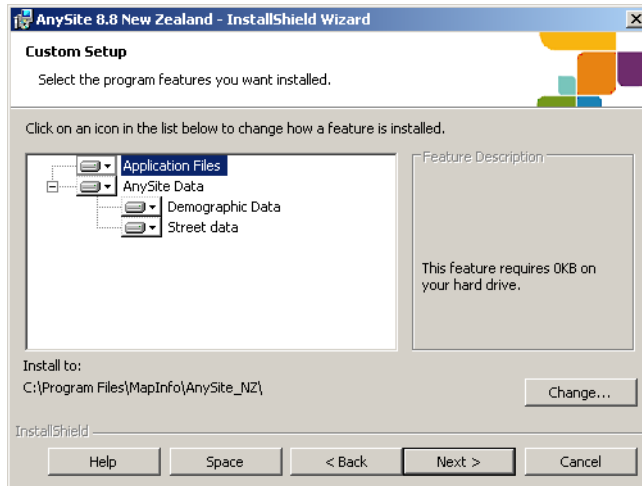 AnySite 8.8 New Zealand - InstallShield Wizard
Custom Setup
Select the program features you want installed.
Click on an icon in the list below to change how a feature is installed.
Application Files
AnySite Data
Demographic Data
Street data
Feature Description
This feature requires 0KB on
your hard drive.
Install to:
C:\Program Files\MapInfo\AnySite_NZ\
Change...
InstallShield
Help
Space
< Back
Next >
Cancel